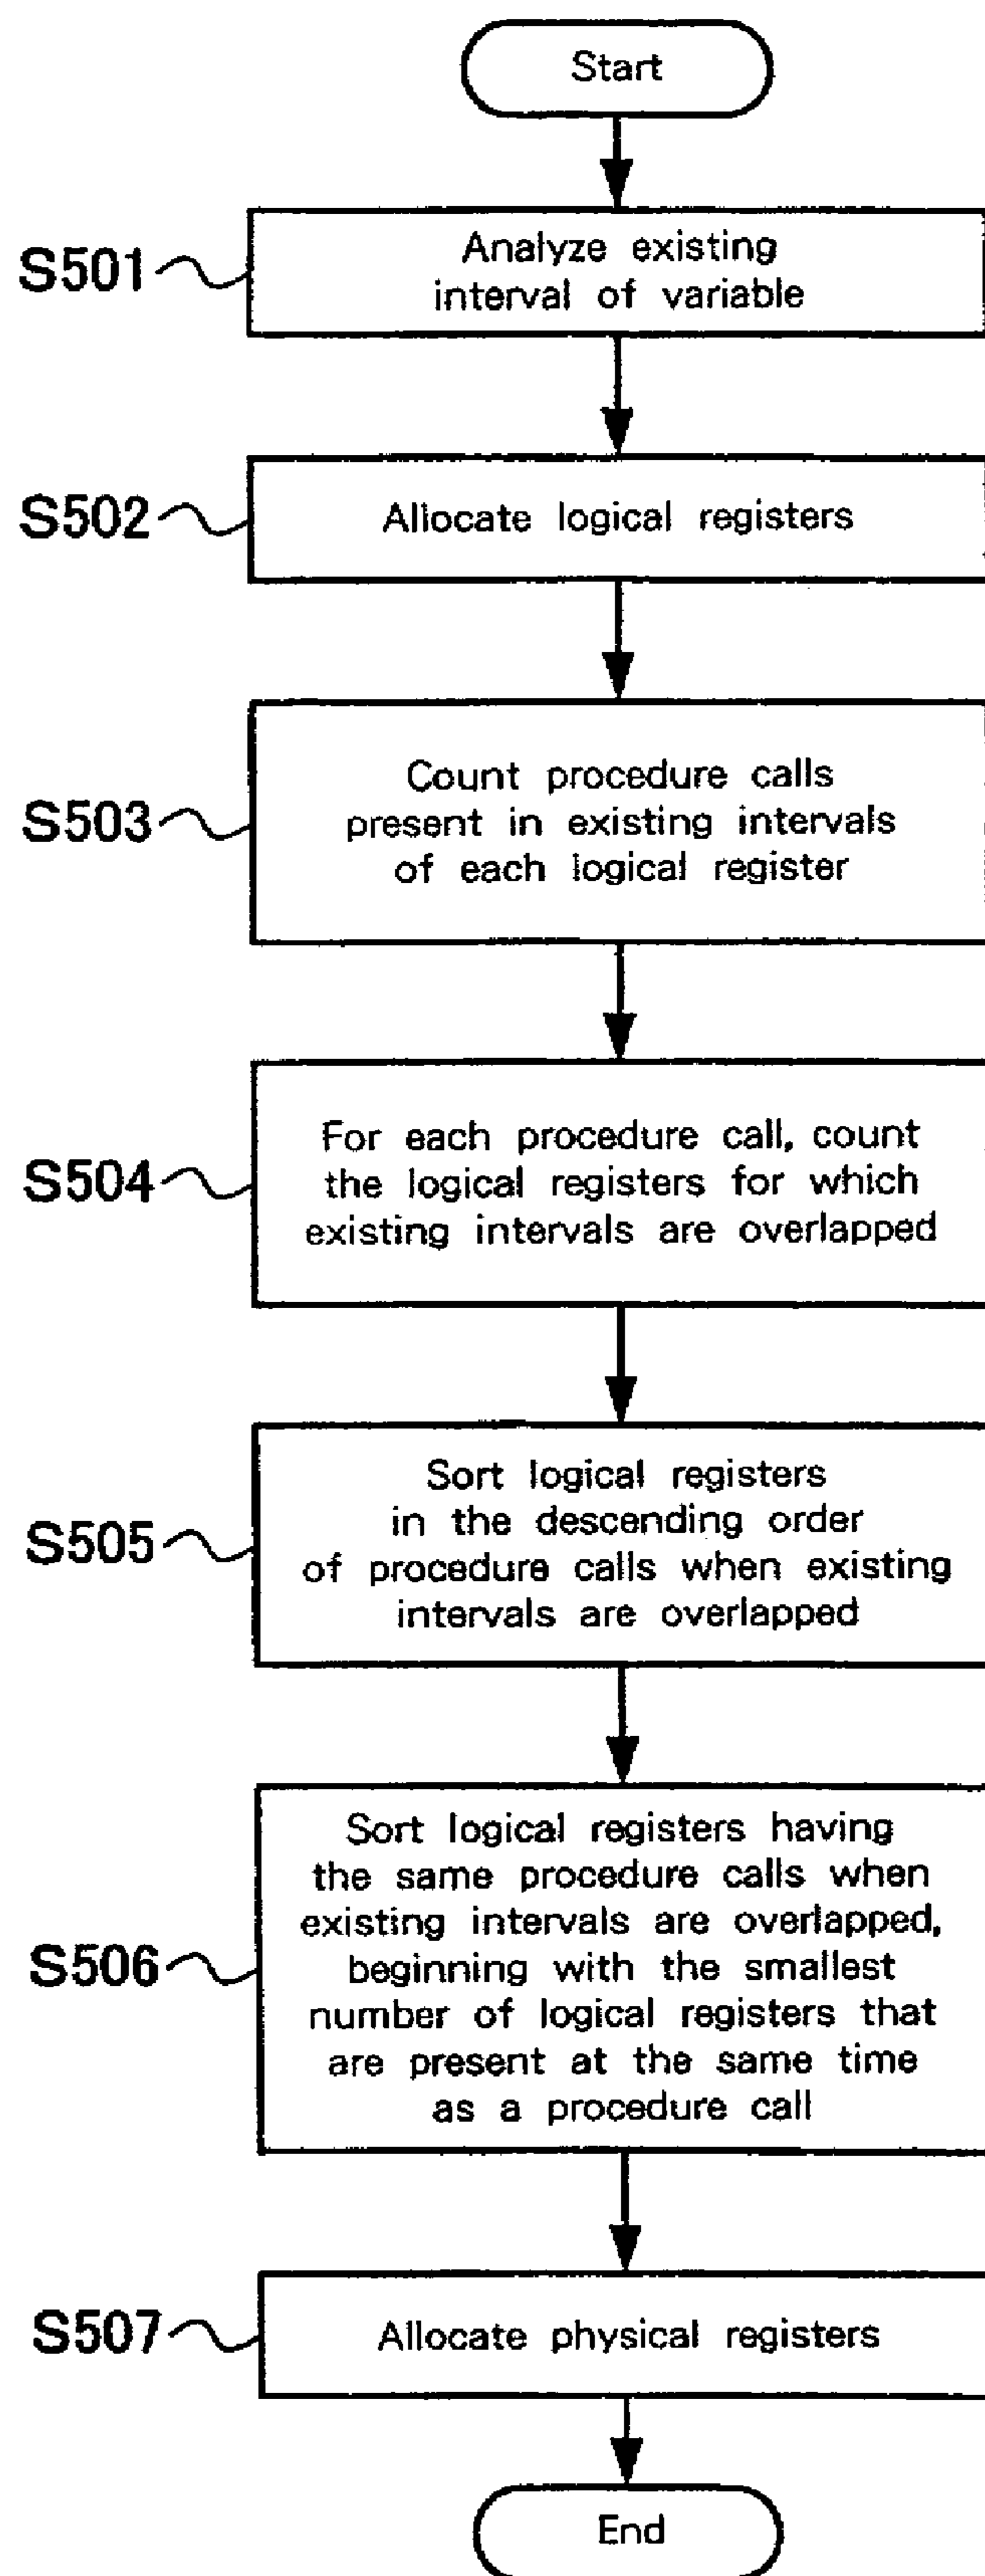 Start
S501
Analyze existing
interval of variable
S502
Allocate logical registers
S503
Count procedure calls
present in existing intervals
of each logical register
S504
For each procedure call, count
the logical registers for which
existing intervals are overlapped
S505
Sort logical registers
in the descending order
of procedure calls when existing
intervals are overlapped
S506
Sort logical registers having
the same procedure calls when
existing intervals are overlapped,
beginning with the smallest
number of logical registers that
are present at the same time
as a procedure call
S507
Allocate physical registers
End